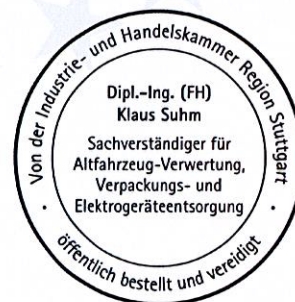 Von der Industrie- und Handelskammer Region Stuttgart
Dipl.-Ing. (FH)
Klaus Suhm
Sachverständiger für
Altfahrzeug-Verwertung,
Verpackungs- und
Elektrogeräteentsorgung
· öffentlich bestellt und vereidigt ·